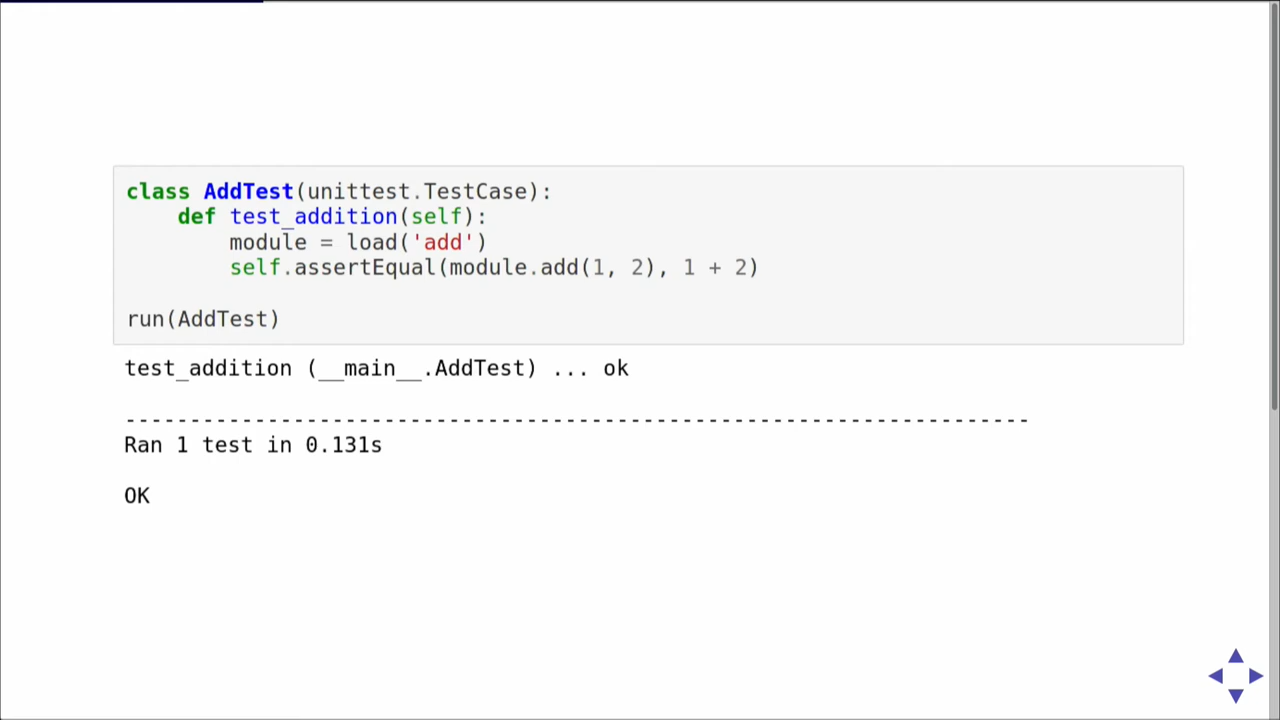 class AddTest(unittest.TestCase):
    def test_addition(self):
        module = load('add')
        self.assertEqual(module.add(1, 2), 1 + 2)
run(AddTest)
test_addition (__main__.AddTest) ... ok
----------------------------------------------------------------------
Ran 1 test in 0.131s
OK